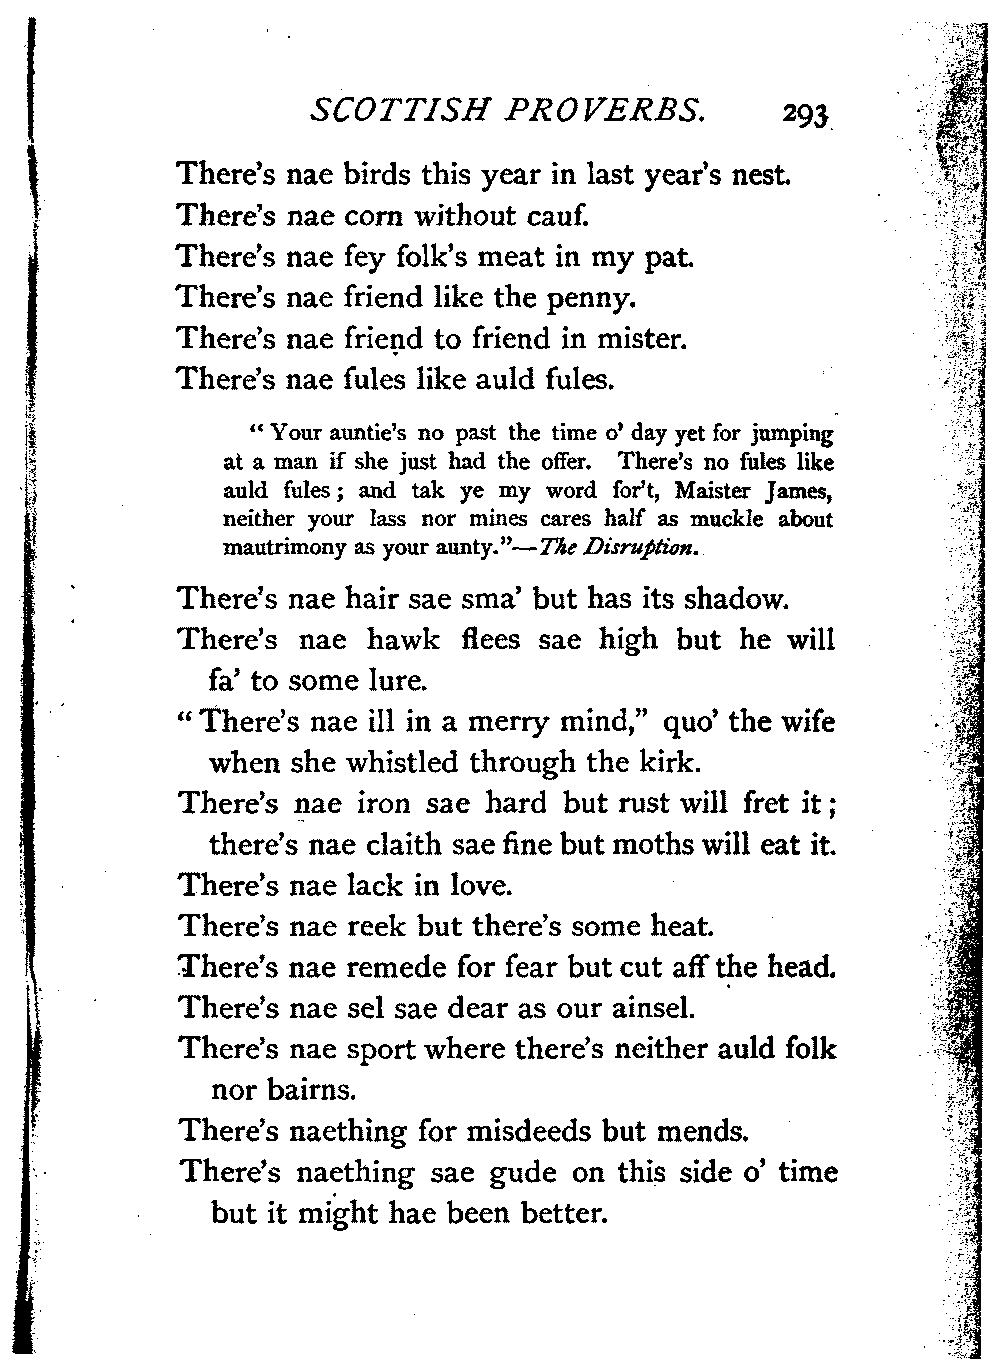 SCOTTISH PROVERBS. 293
There's nae birds this year in last year's nest.
There's nae corn without cauf.
There's nae fey folk's meat in my pat.
There's nae friend like the penny.
There's nae friend to friend in mister.
There's nae fules like auld fules.
“ Your auntie's no past the time o' day yet for jumping
at a man if she just had the offer. There's no fules like
auld fules ; and tak ye my word for't, Maister James,
neither your lass nor mines cares half as muckle about
mautrimony as your aunty.”—The Disruption.
There's nae hair sae sma' but has its shadow.
There's nae hawk flees sae high but he will
fa' to some lure.
“ There's nae ill in a merry mind,” quo' the wife
when she whistled through the kirk.
There's nae iron sae hard but rust will fret it ;
there's nae claith sae fine but moths will eat it.
There's nae lack in love.
There's nae reek but there's some heat.
There's nae remede for fear but cut aff the head.
There's nae sel sae dear as our ainsel.
There's nae sport where there's neither auld folk
nor bairns.
There's naething for misdeeds but mends.
There's naething sae gude on this side o' time
but it might hae been better.